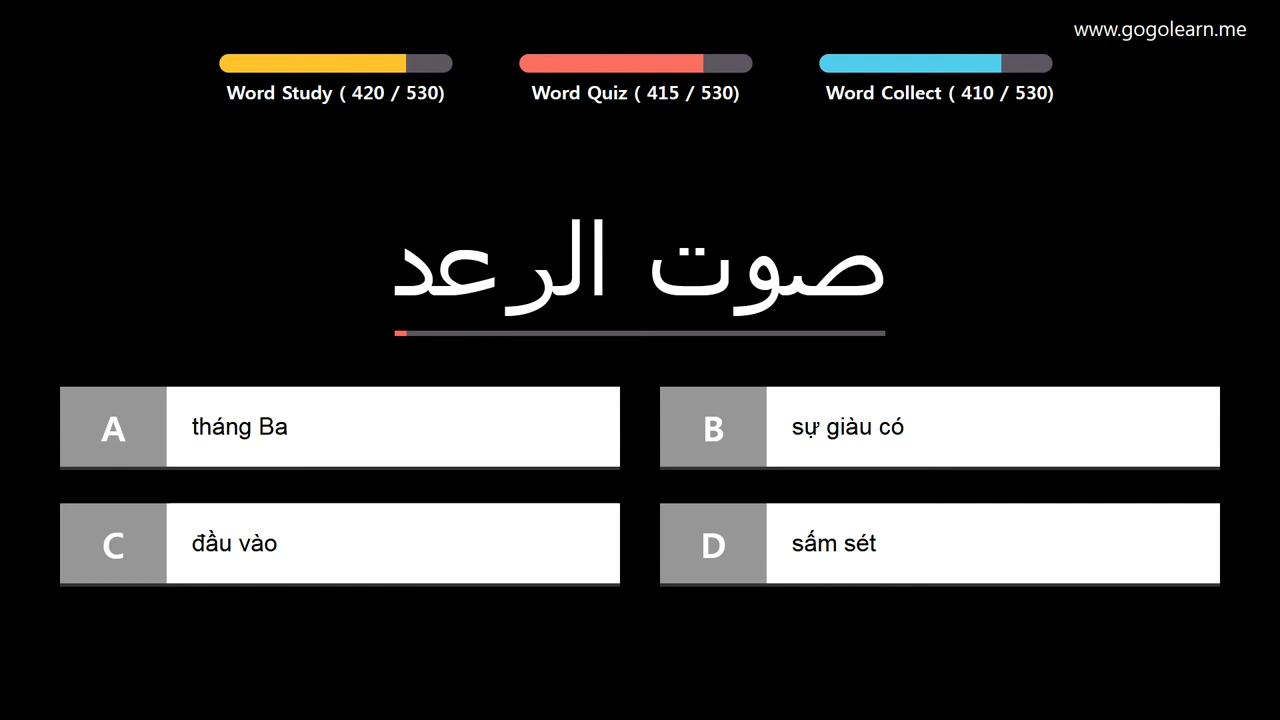 www.gogolearn.me
Word Study ( 420 / 530)
Word Quiz ( 415 / 530)
Word Collect ( 410 / 530)
صوت الرعد
A
tháng Ba
B
sự giàu có
C
đầu vào
D
sấm sét